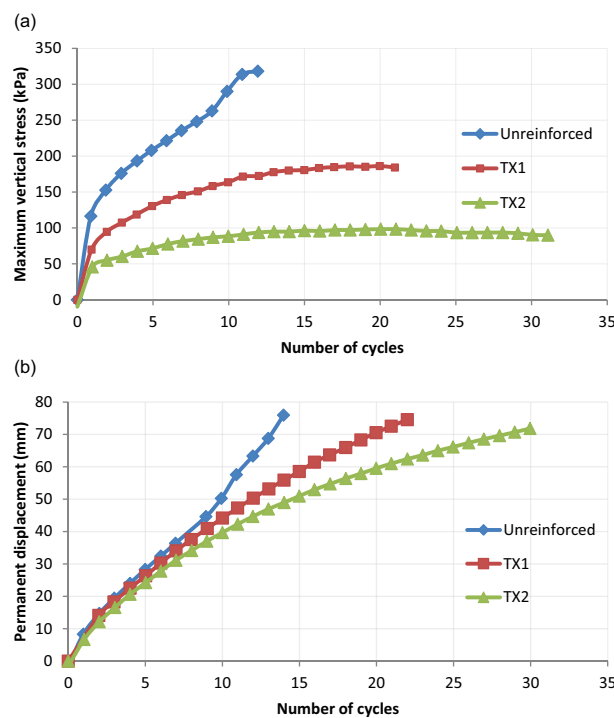 (a)
Maximum vertical stress (kPa)
350
300
250
200
150
100
50
0
0 5 10 15 20 25 30 35
Number of cycles
Unreinforced
TX1
TX2
(b)
Permanent displacement (mm)
80
70
60
50
40
30
20
10
0
0 5 10 15 20 25 30 35
Number of cycles
Unreinforced
TX1
TX2